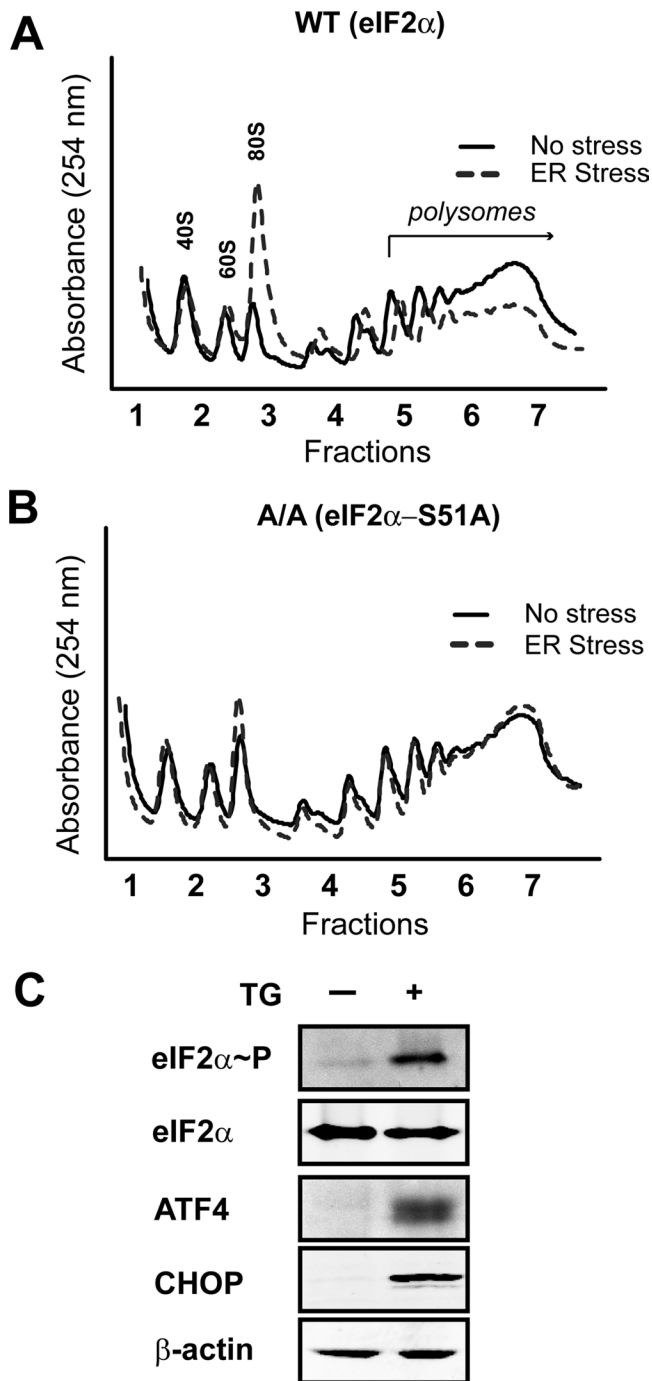 A
WT (eIF2α)
Absorbance (254 nm)
40S
60S
80S
No stress
ER Stress
polysomes
1 2 3 4 5 6 7
Fractions
B
A/A (eIF2α–S51A)
Absorbance (254 nm)
No stress
ER Stress
1 2 3 4 5 6 7
Fractions
C
TG — +
eIF2α~P
eIF2α
ATF4
CHOP
β-actin